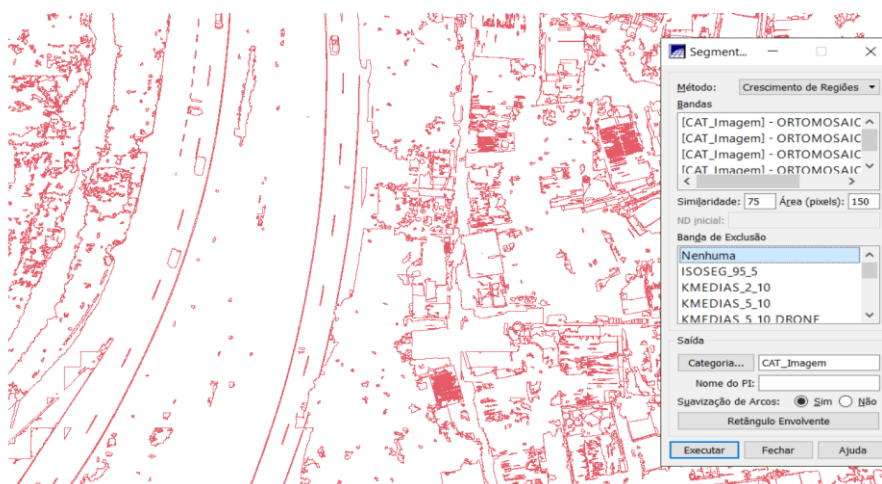 Segment...
Método: Crescimento de Regiões
Bandas
[CAT_Imagem] - ORTOMOSAIC
[CAT_Imagem] - ORTOMOSAIC
[CAT_Imagem] - ORTOMOSAIC
[CAT_Imagem] - ORTOMOSAIC
Similaridade: 75 Área (pixels): 150
ND inicial:
Banda de Exclusão
Nenhuma
ISOSEG_95_5
KMEDIAS_2_10
KMEDIAS_5_10
KMEDIAS_5_10_DRONE
Saída
Categoria... CAT_Imagem
Nome do PI:
Suavização de Arcos: Sim Não
Retângulo Envolvente
Executar Fechar Ajuda